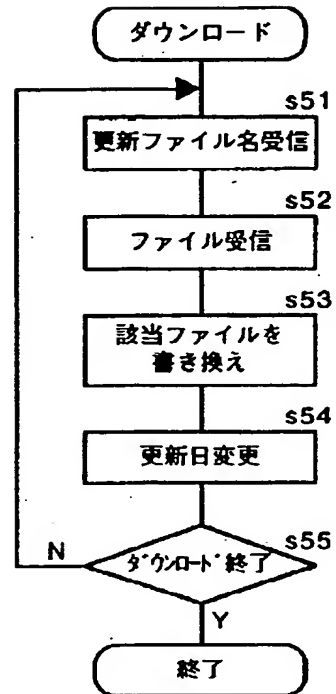 ダウンロード
s51
更新ファイル名受信
s52
ファイル受信
s53
該当ファイルを
書き換え
s54
更新日変更
s55
ﾀﾞｳﾝﾛｰﾄﾞ終了
N
Y
終了